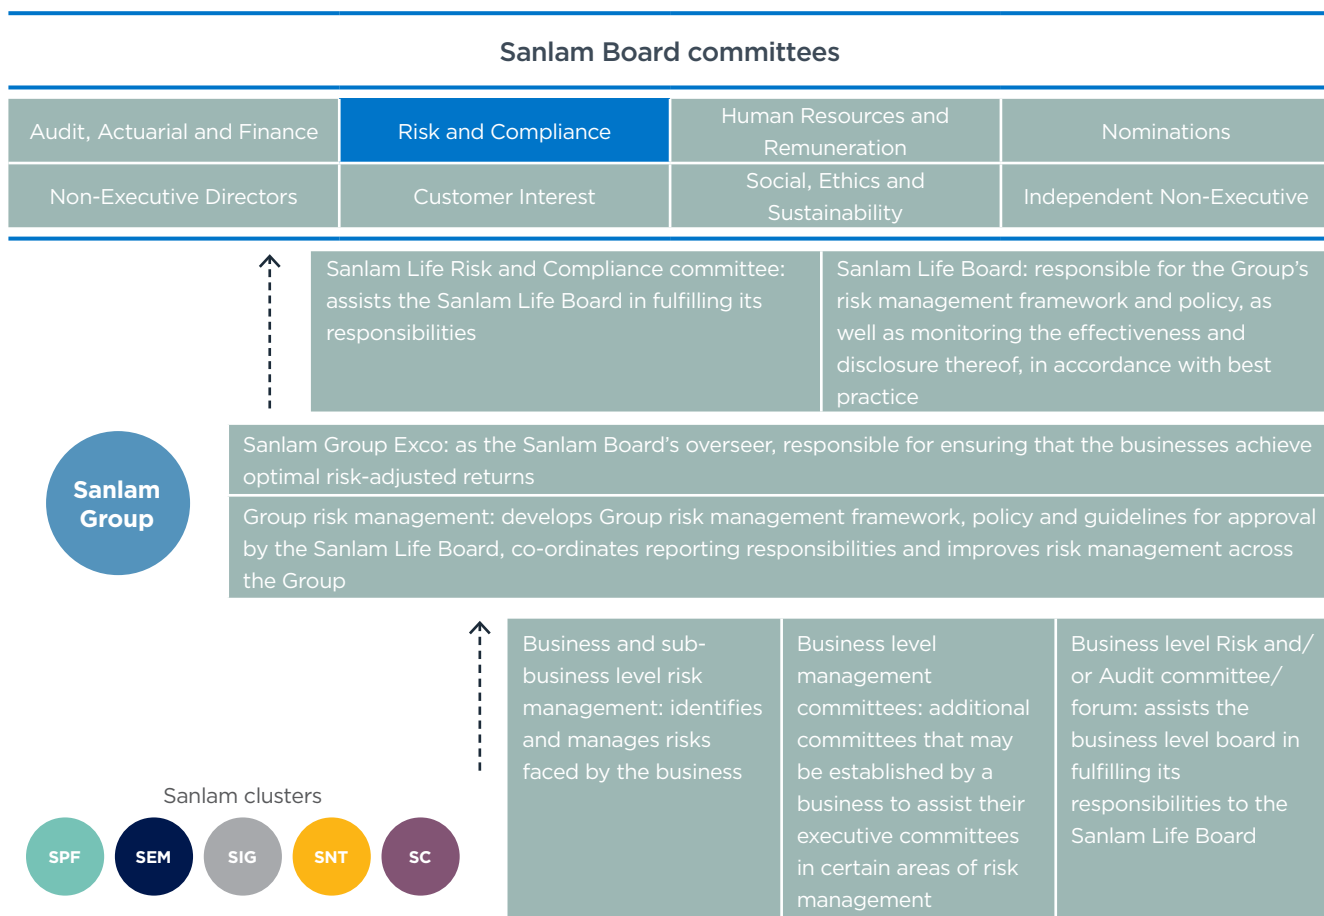 Sanlam Board committees
Audit, Actuarial and Finance
Risk and Compliance
Human Resources and
Remuneration
Nominations
Non-Executive Directors
Customer Interest
Social, Ethics and
Sustainability
Independent Non-Executive
Sanlam Life Risk and Compliance committee:
assists the Sanlam Life Board in fulfilling its
responsibilities
Sanlam Life Board: responsible for the Group’s
risk management framework and policy, as
well as monitoring the effectiveness and
disclosure thereof, in accordance with best
practice
Sanlam
Group
Sanlam Group Exco: as the Sanlam Board’s overseer, responsible for ensuring that the businesses achieve
optimal risk-adjusted returns
Group risk management: develops Group risk management framework, policy and guidelines for approval
by the Sanlam Life Board, co-ordinates reporting responsibilities and improves risk management across
the Group
Business and sub-
business level risk
management: identifies
and manages risks
faced by the business
Business level
management
committees: additional
committees that may
be established by a
business to assist their
executive committees
in certain areas of risk
management
Business level Risk and/
or Audit committee/
forum: assists the
business level board in
fulfilling its
responsibilities to the
Sanlam Life Board
Sanlam clusters
SPF
SEM
SIG
SNT
SC